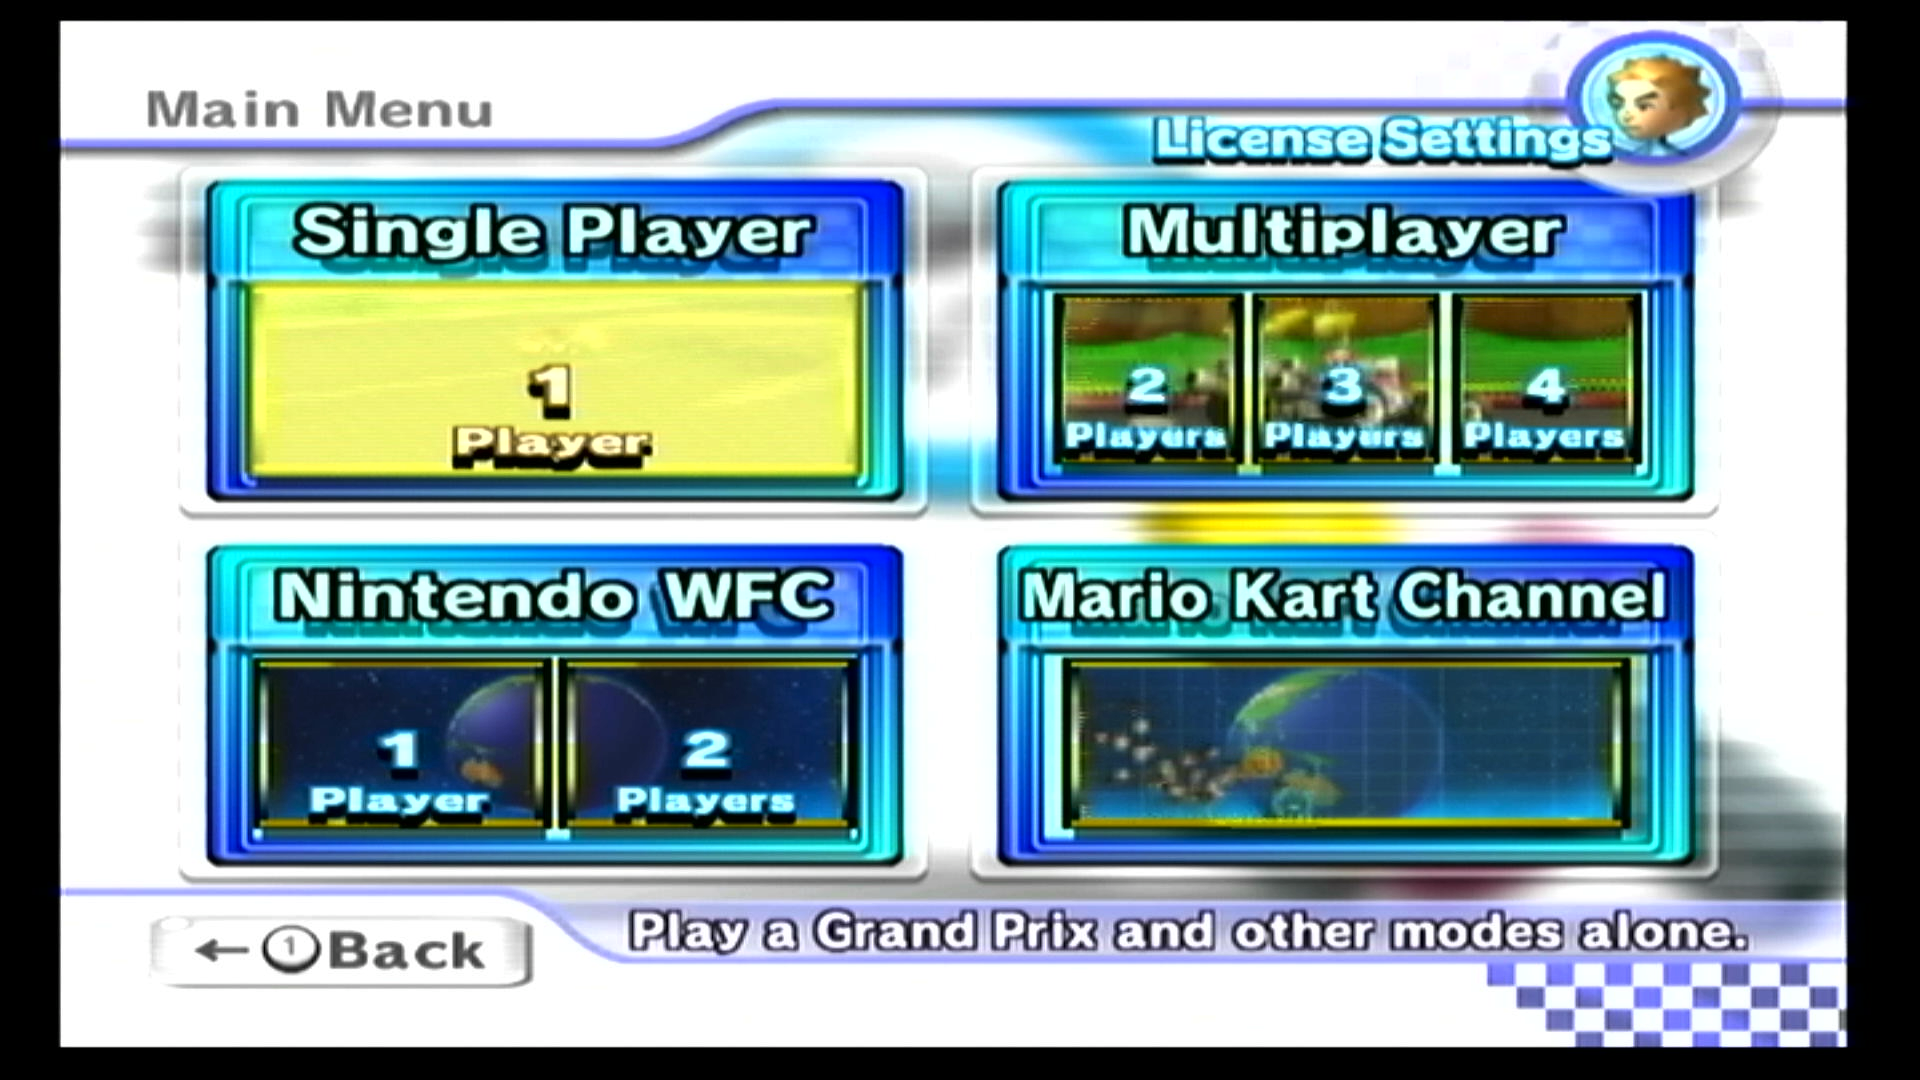 Main Menu
License Settings
Single Player
1
Player
Multiplayer
2
Players
3
Players
4
Players
Nintendo WFC
1
Player
2
Players
Mario Kart Channel
← 1 Back
Play a Grand Prix and other modes alone.